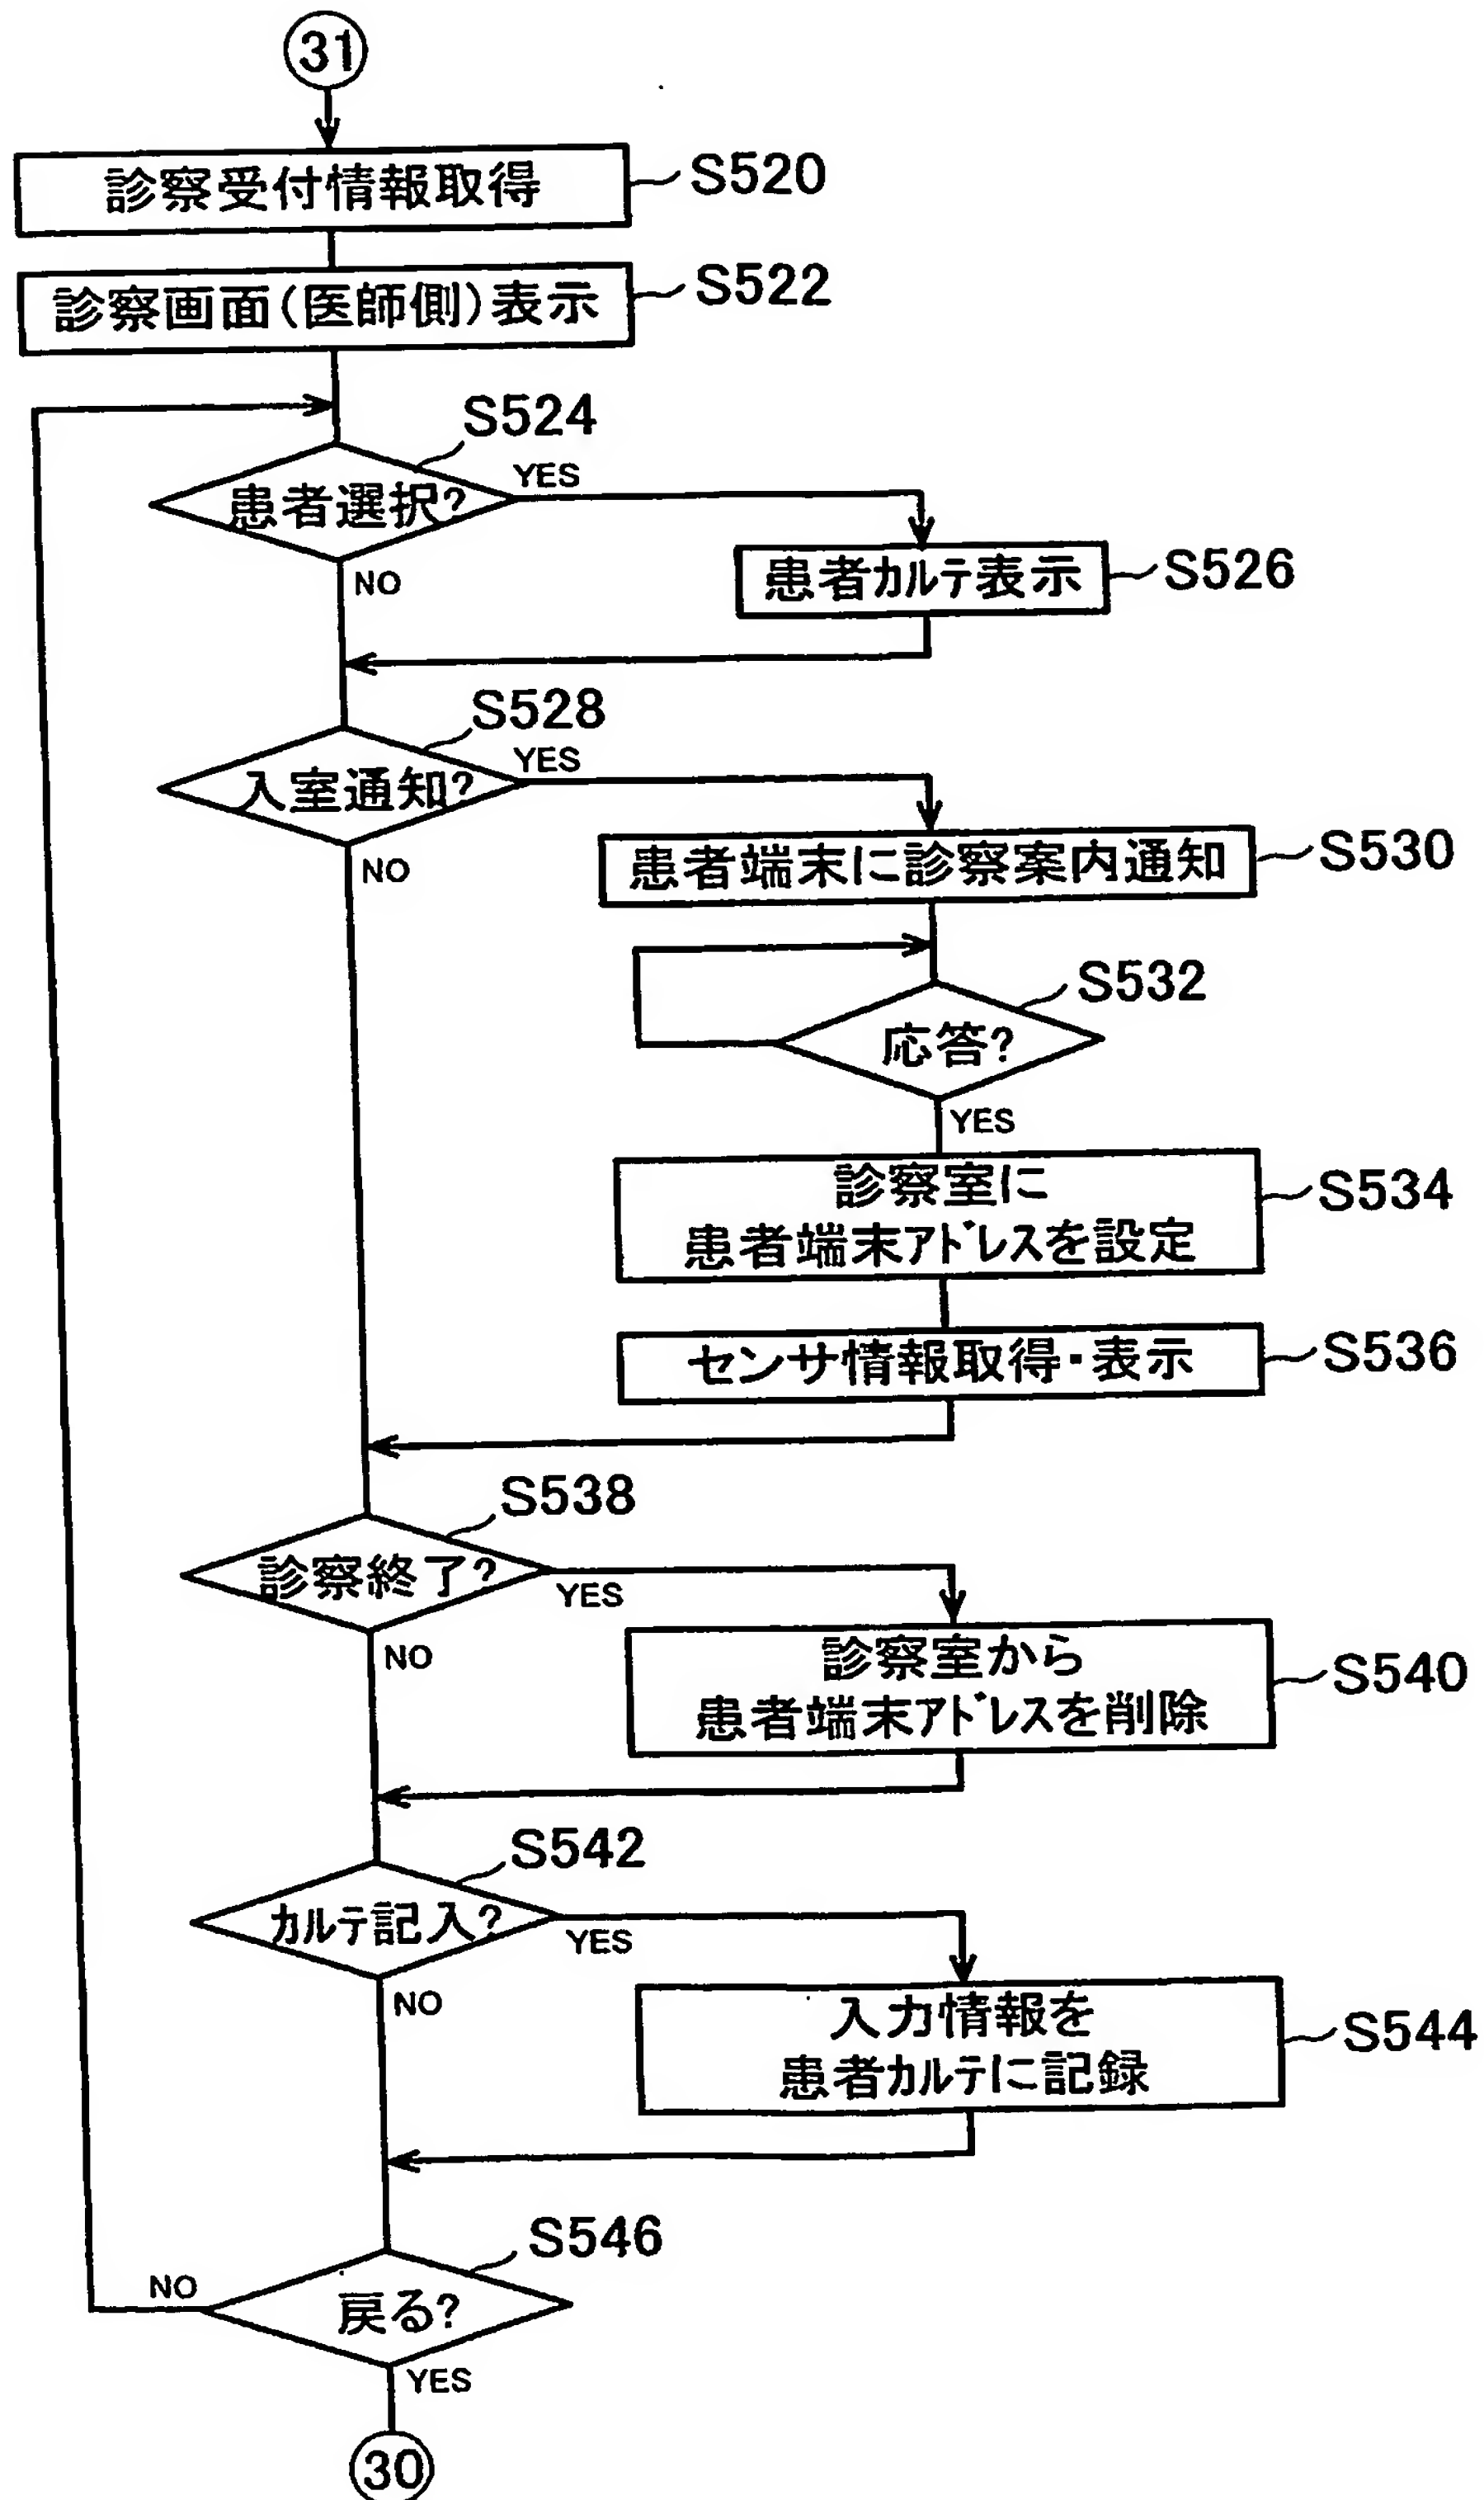 31
診察受付情報取得
S520
診察画面(医師側)表示
S522
S524
患者選択?
YES
NO
患者カルテ表示
S526
S528
入室通知?
YES
NO
患者端末に診察案内通知
S530
S532
応答?
YES
診察室に
患者端末アドレスを設定
S534
センサ情報取得・表示
S536
S538
診察終了?
YES
NO
診察室から
患者端末アドレスを削除
S540
S542
カルテ記入?
YES
NO
入力情報を
患者カルテに記録
S544
S546
NO
戻る?
YES
30